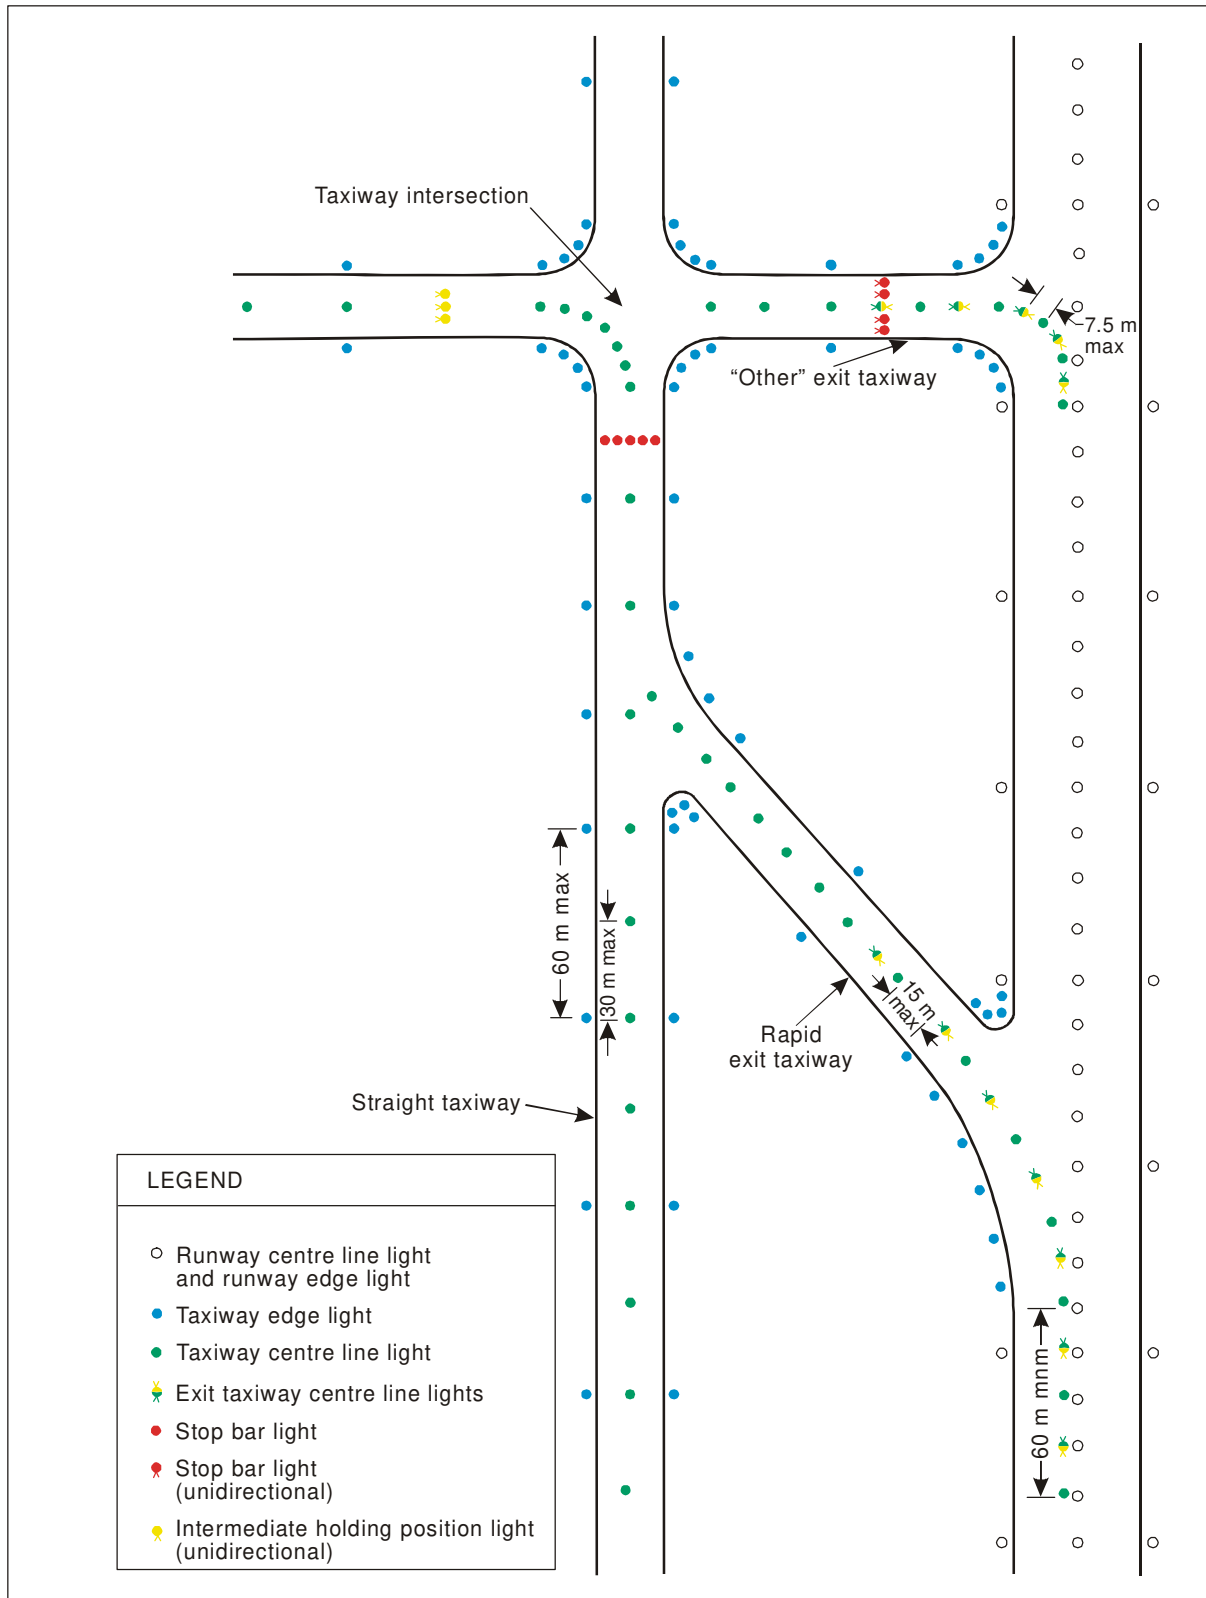 Taxiway intersection
7.5 m
max
“Other” exit taxiway
60 m max
30 m max
15 m
max
Rapid
exit taxiway
Straight taxiway
60 m mnm
LEGEND
Runway centre line light
and runway edge light
Taxiway edge light
Taxiway centre line light
Exit taxiway centre line lights
Stop bar light
Stop bar light
(unidirectional)
Intermediate holding position light
(unidirectional)